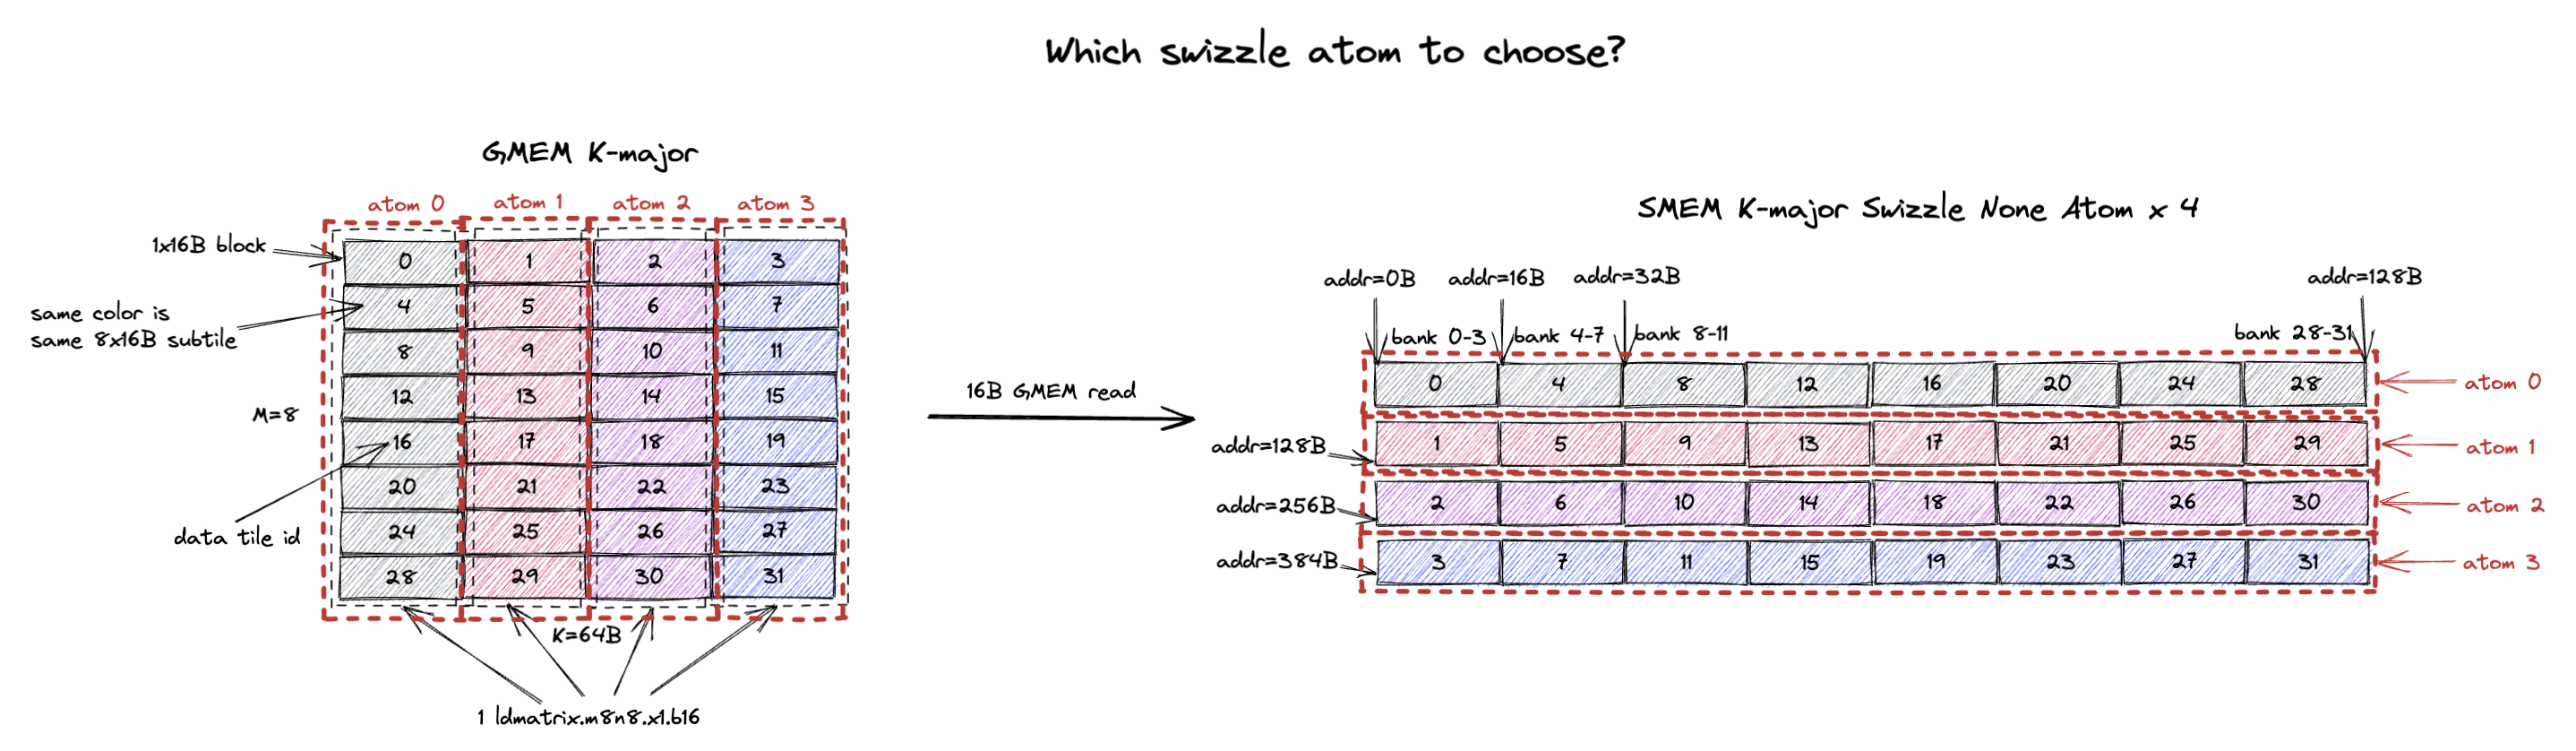 Which swizzle atom to choose?
GMEM K-major
atom 0 atom 1 atom 2 atom 3
1x16B block
0 1 2 3
same color is
same 8x16B subtile
4 5 6 7
8 9 10 11
12 13 14 15
M=8
16 17 18 19
20 21 22 23
data tile id
24 25 26 27
28 29 30 31
K=64B
1 ldmatrix.m8n8.x1.b16
16B GMEM read
SMEM K-major Swizzle None Atom x 4
addr=0B addr=16B addr=32B addr=128B
bank 0-3 bank 4-7 bank 8-11 bank 28-31
0 4 8 12 16 20 24 28 atom 0
addr=128B 1 5 9 13 17 21 25 29 atom 1
addr=256B 2 6 10 14 18 22 26 30 atom 2
addr=384B 3 7 11 15 19 23 27 31 atom 3